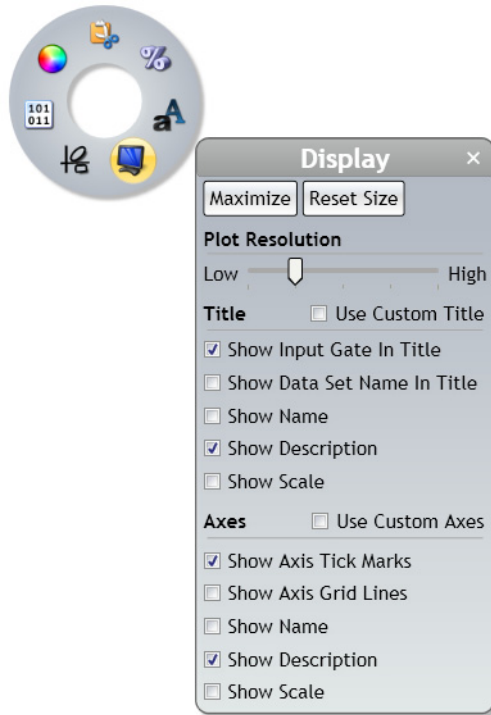 %
101
011
aA
Display
Maximize Reset Size
Plot Resolution
Low High
Title Use Custom Title
Show Input Gate In Title
Show Data Set Name In Title
Show Name
Show Description
Show Scale
Axes Use Custom Axes
Show Axis Tick Marks
Show Axis Grid Lines
Show Name
Show Description
Show Scale